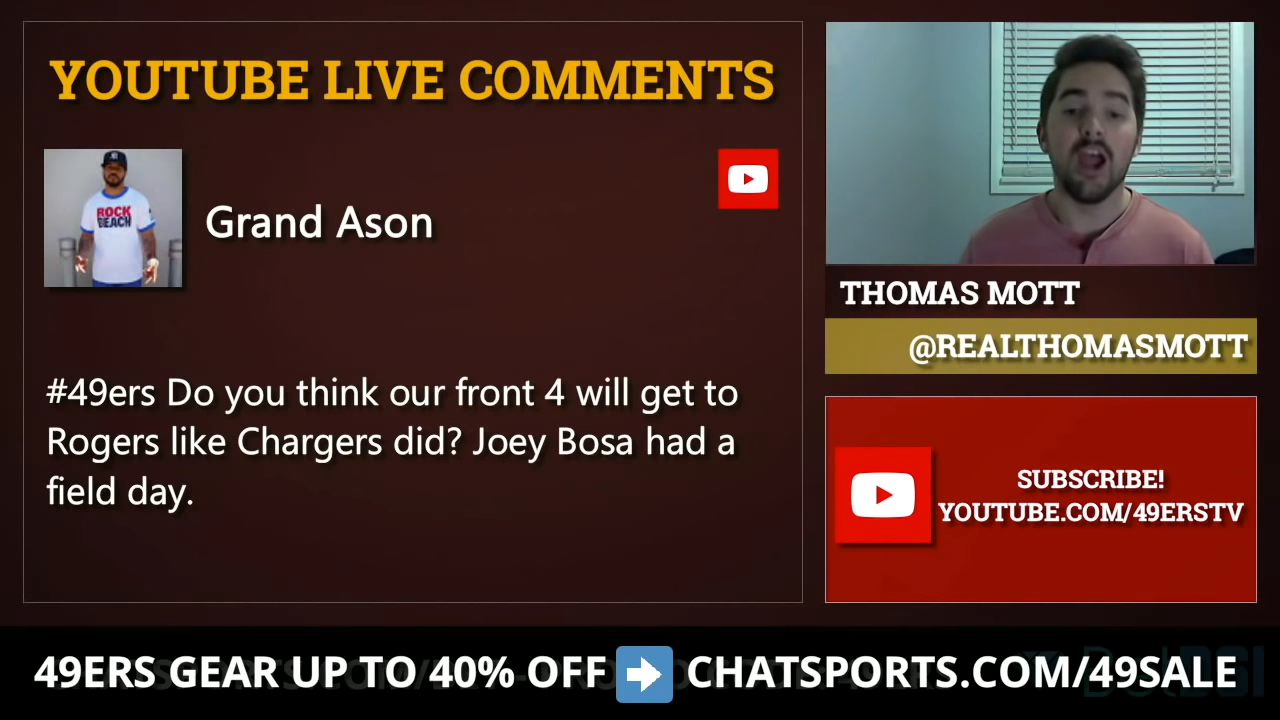 YOUTUBE LIVE COMMENTS
ROCK
BEACH
Grand Ason
#49ers Do you think our front 4 will get to
Rogers like Chargers did? Joey Bosa had a
field day.
THOMAS MOTT
@REALTHOMASMOTT
SUBSCRIBE!
YOUTUBE.COM/49ERSTV
49ERS GEAR UP TO 40% OFF ➡ CHATSPORTS.COM/49SALE